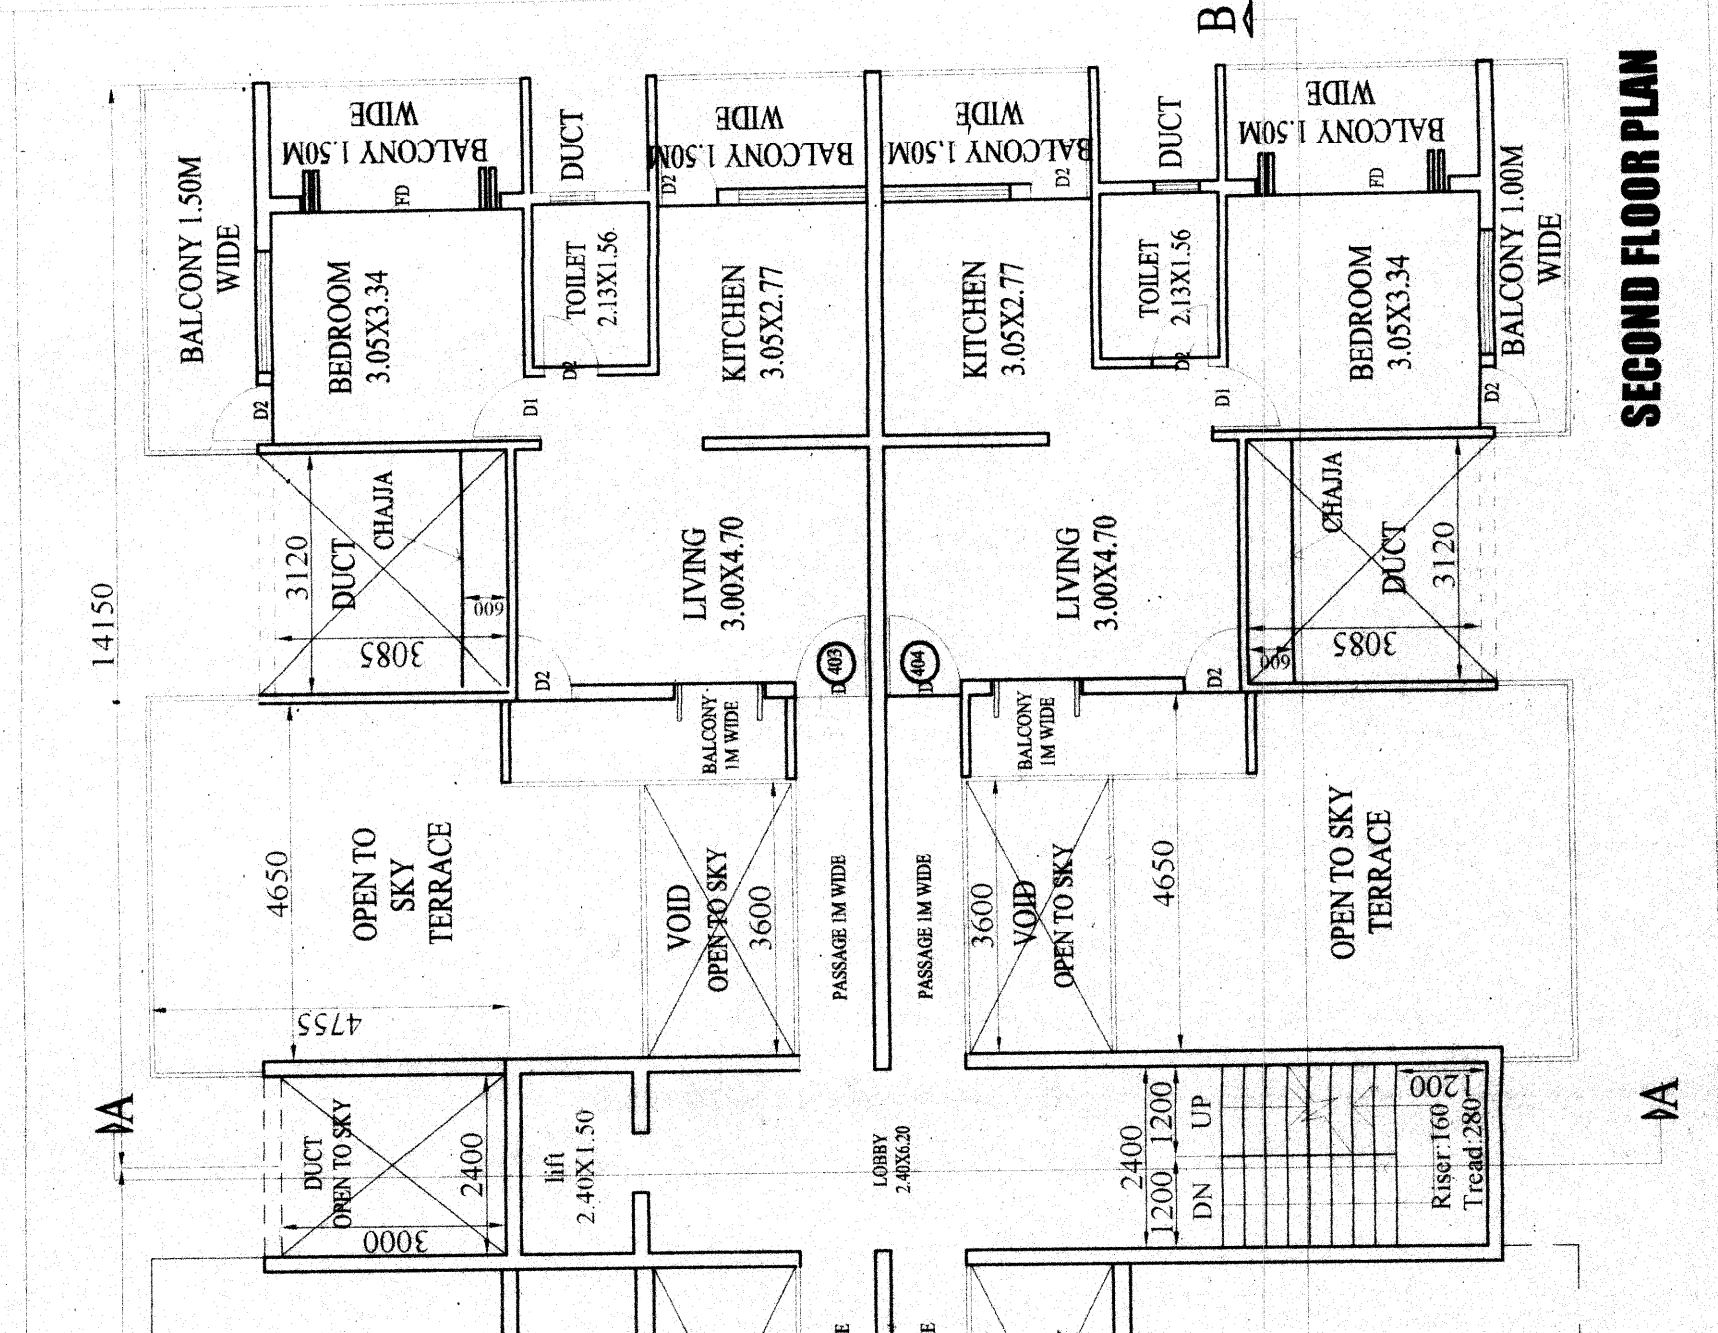 B
SECOND FLOOR PLAN
BALCONY 1.50M
WIDE
BALCONY 1.50M
WIDE
DUCT
BALCONY 1.50M
WIDE
BALCONY 1.50M
WIDE
DUCT
BALCONY 1.50M
WIDE
BALCONY 1.00M
WIDE
FD
D2
D2
FD
BEDROOM
3.05X3.34
TOILET
2.13X1.56
KITCHEN
3.05X2.77
KITCHEN
3.05X2.77
TOILET
2.13X1.56
BEDROOM
3.05X3.34
D2
D1
D2
D2
D1
D2
14150
3120
DUCT
CHAJJA
600
3085
LIVING
3.00X4.70
LIVING
3.00X4.70
CHAJJA
DUCT
3120
600
3085
D2
D
403
404
D
D2
BALCONY
1M WIDE
BALCONY
1M WIDE
4650
OPEN TO
SKY
TERRACE
VOID
OPEN TO SKY
3600
PASSAGE 1M WIDE
PASSAGE 1M WIDE
3600
VOID
OPEN TO SKY
4650
OPEN TO SKY
TERRACE
4755
A
A
DUCT
OPEN TO SKY
2400
3000
lift
2.40X1.50
LOBBY
2.40X6.20
2400
1200
1200
UP
DN
1200
Riser:160
Tread:280
E
E